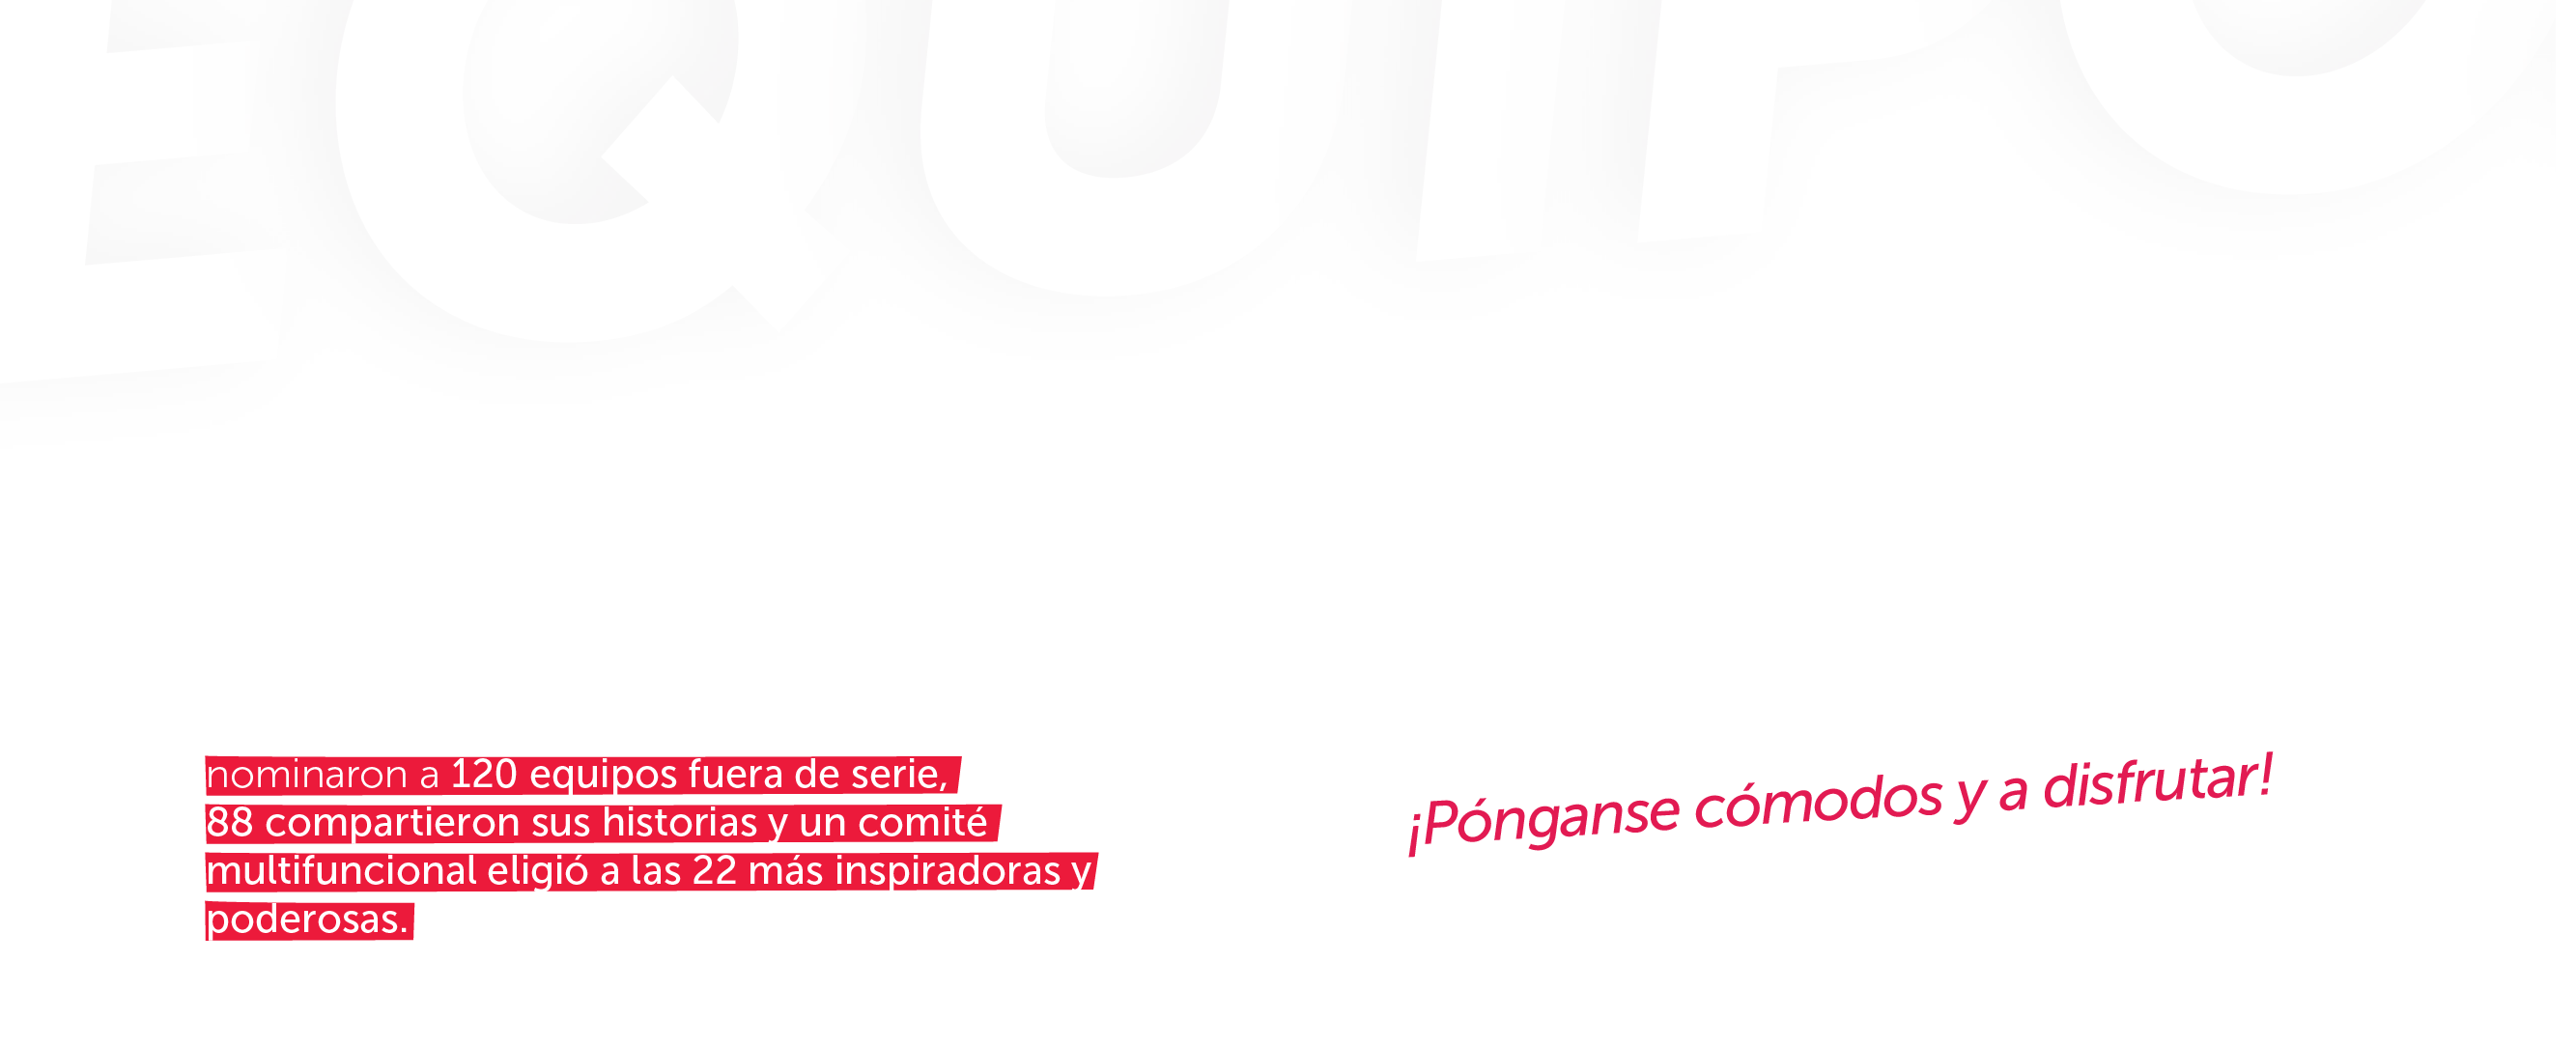 EQUIPO
nominaron a 120 equipos fuera de serie,
88 compartieron sus historias y un comité
multifuncional eligió a las 22 más inspiradoras y
poderosas.
¡Pónganse cómodos y a disfrutar!